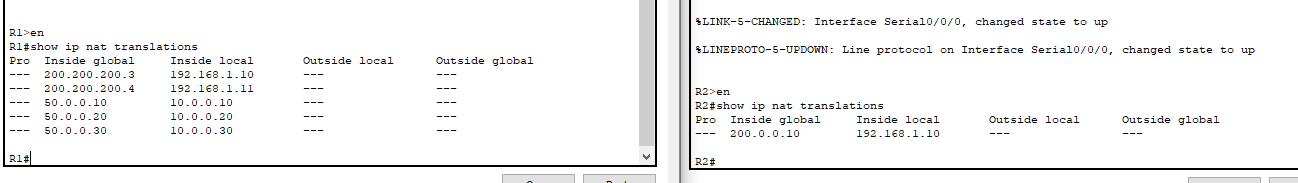 R1>en
R1#show ip nat translations
Pro  Inside global     Inside local       Outside local      Outside global
---  200.200.200.3     192.168.1.10       ---                ---
---  200.200.200.4     192.168.1.11       ---                ---
---  50.0.0.10         10.0.0.10          ---                ---
---  50.0.0.20         10.0.0.20          ---                ---
---  50.0.0.30         10.0.0.30          ---                ---
R1#
%LINK-5-CHANGED: Interface Serial0/0/0, changed state to up
%LINEPROTO-5-UPDOWN: Line protocol on Interface Serial0/0/0, changed state to up
R2>en
R2#show ip nat translations
Pro  Inside global     Inside local       Outside local      Outside global
---  200.0.0.10        192.168.1.10       ---                ---
R2#